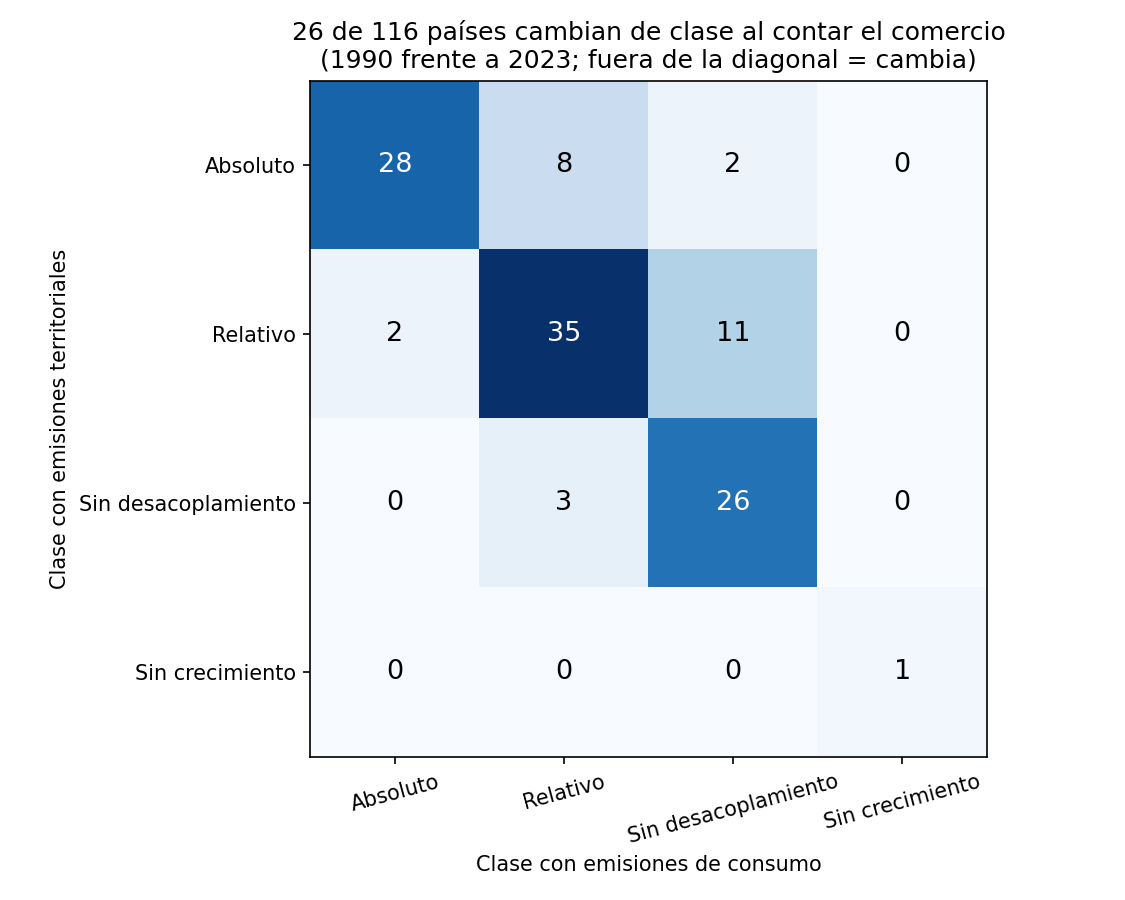 26 de 116 países cambian de clase al contar el comercio
(1990 frente a 2023; fuera de la diagonal = cambia)
Clase con emisiones territoriales
Absoluto 28 8 2 0
Relativo 2 35 11 0
Sin desacoplamiento 0 3 26 0
Sin crecimiento 0 0 0 1
Absoluto Relativo Sin desacoplamiento Sin crecimiento
Clase con emisiones de consumo